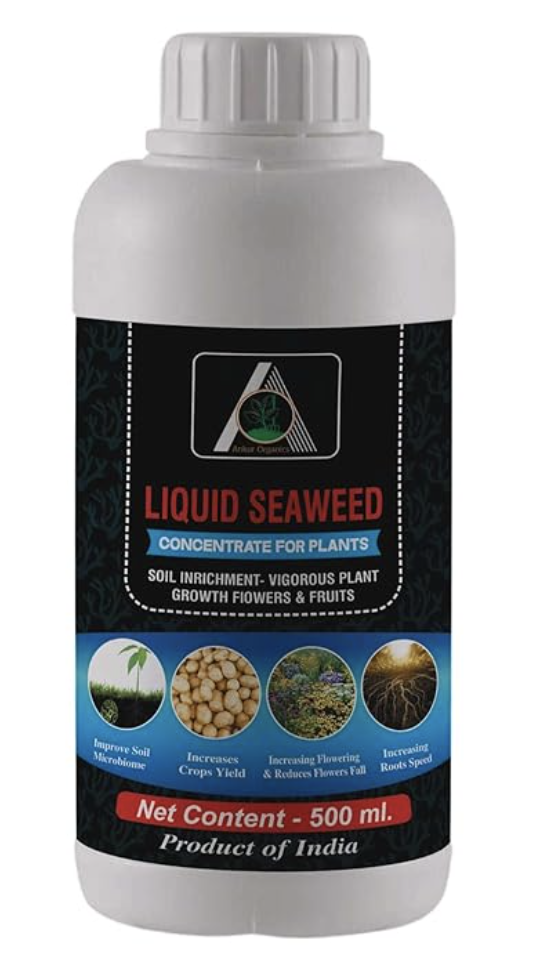 Ankur Organics
LIQUID SEAWEED
CONCENTRATE FOR PLANTS
SOIL INRICHMENT- VIGOROUS PLANT
GROWTH FIOWERS & FRUITS
Improve Soil
Microbiome
Increases
Crops Yield
Increasing Flowering
& Reduces Flowers Fall
Increasing
Roots Speed
Net Content - 500 ml.
Product of India